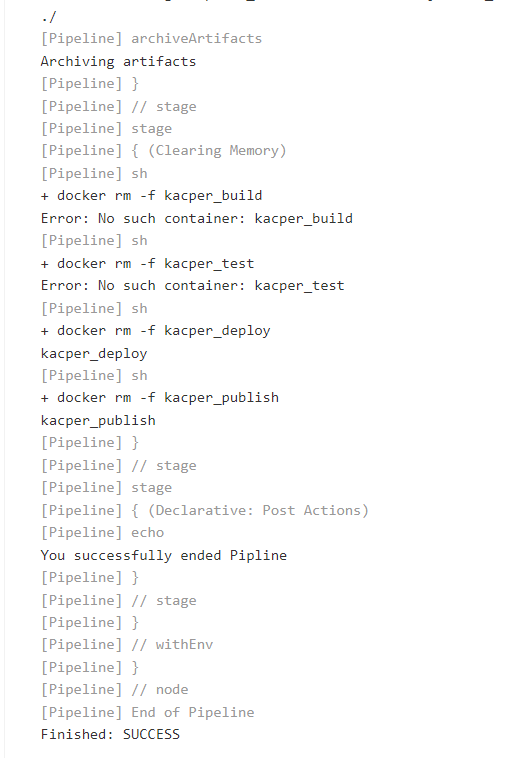 ./
[Pipeline] archiveArtifacts
Archiving artifacts
[Pipeline] }
[Pipeline] // stage
[Pipeline] stage
[Pipeline] { (Clearing Memory)
[Pipeline] sh
+ docker rm -f kacper_build
Error: No such container: kacper_build
[Pipeline] sh
+ docker rm -f kacper_test
Error: No such container: kacper_test
[Pipeline] sh
+ docker rm -f kacper_deploy
kacper_deploy
[Pipeline] sh
+ docker rm -f kacper_publish
kacper_publish
[Pipeline] }
[Pipeline] // stage
[Pipeline] stage
[Pipeline] { (Declarative: Post Actions)
[Pipeline] echo
You successfully ended Pipline
[Pipeline] }
[Pipeline] // stage
[Pipeline] }
[Pipeline] // withEnv
[Pipeline] }
[Pipeline] // node
[Pipeline] End of Pipeline
Finished: SUCCESS